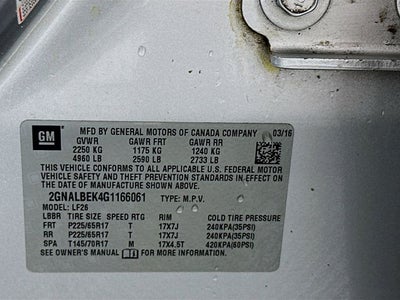 GM
MFD BY GENERAL MOTORS OF CANADA COMPANY 03/16
GVWR GAWR FRT GAWR RR
2250 KG 1175 KG 1240 KG
4960 LB 2590 LB 2733 LB
THIS VEHICLE CONFORMS TO ALL APPLICABLE U.S. FEDERAL MOTOR
VEHICLE SAFETY AND THEFT PREVENTION STANDARDS IN EFFECT ON
THE DATE OF MANUFACTURE SHOWN ABOVE.
2GNALBEK4G1166061 TYPE: M.P.V.
MODEL: LF26
LBBR TIRE SIZE SPEED RTG RIM COLD TIRE PRESSURE
FRT P225/65R17 T 17X7J 240KPA(35PSI)
RR P225/65R17 T 17X7J 240KPA(35PSI)
SPA T145/70R17 M 17X4.5T 420KPA(60PSI)
SEE OWNER'S MANUAL FOR MORE INFORMATION.